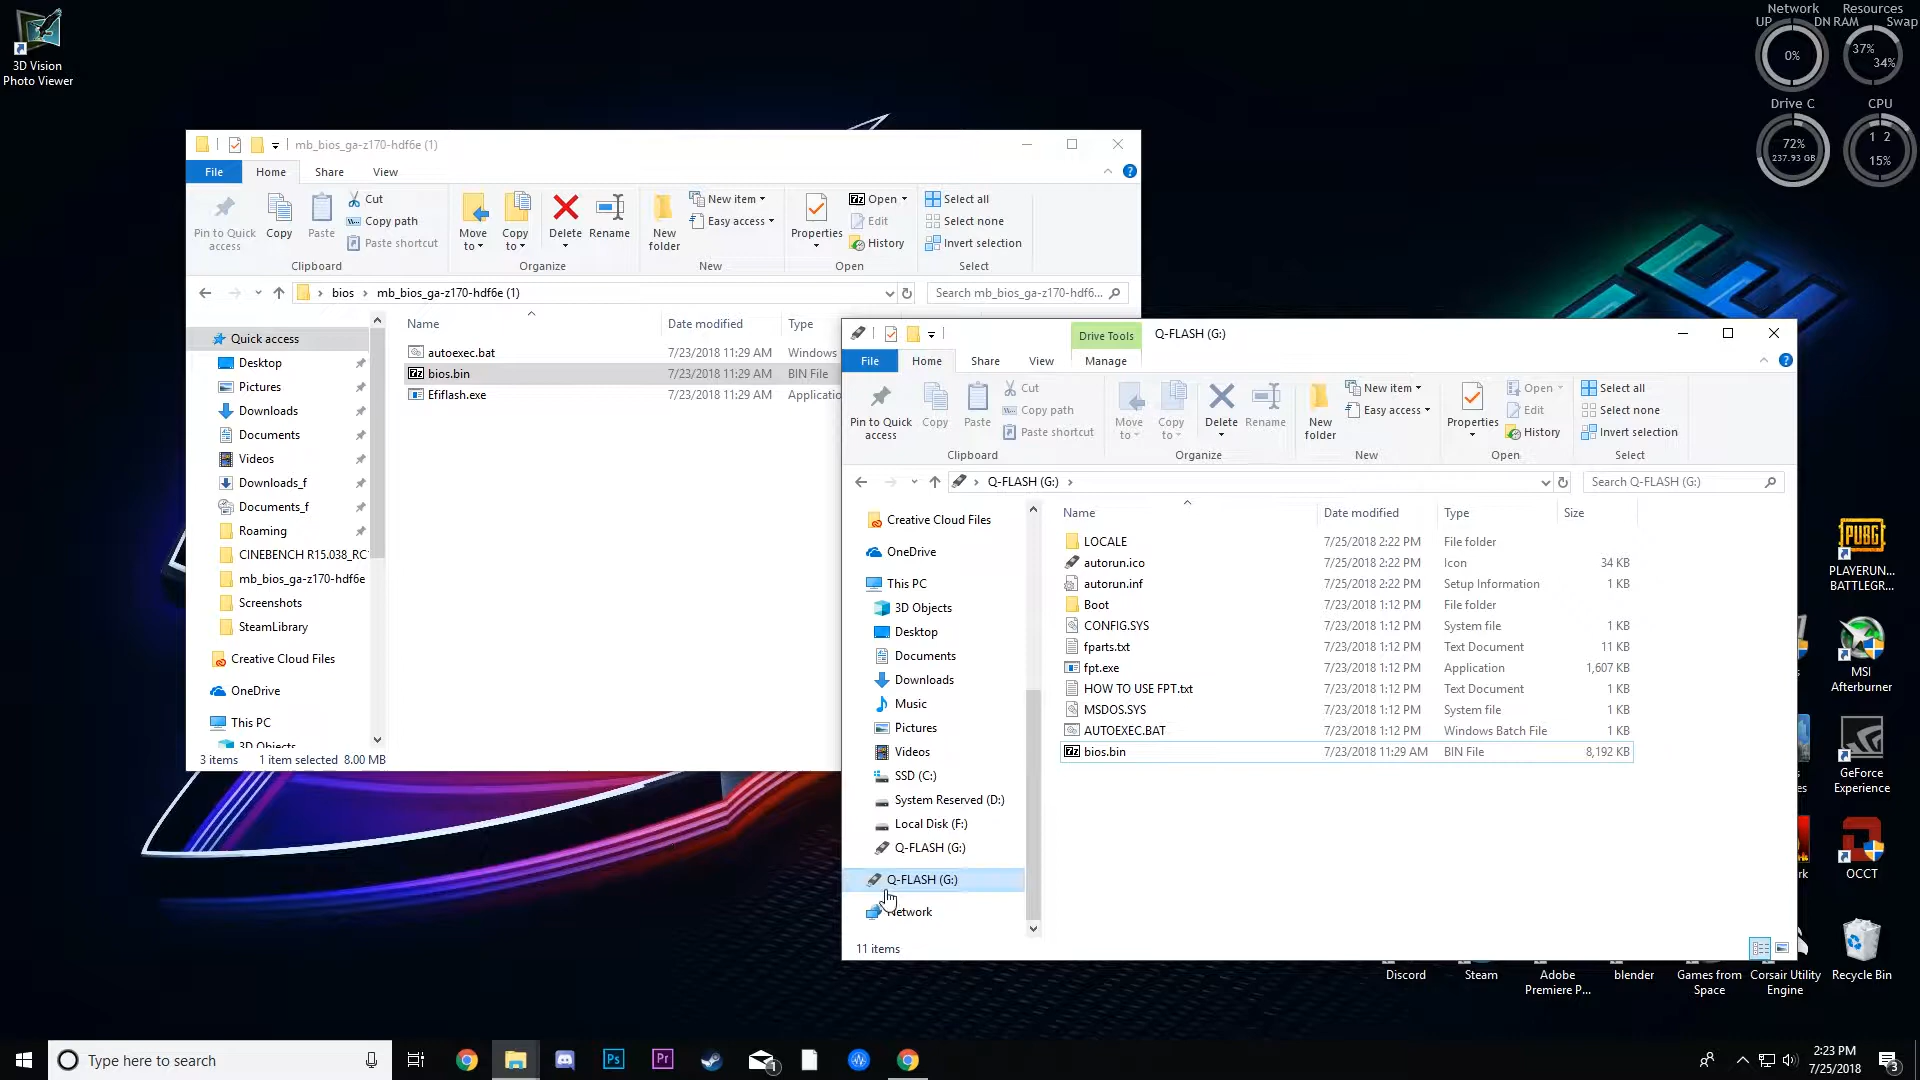 3D Vision
Photo Viewer
Network
Resources
UP
DN RAM
Swap
0%
37%
34%
Drive C
CPU
72%
237.93 GB
1 2
15%
mb_bios_ga-z170-hdf6e (1)
File
Home
Share
View
Pin to Quick
access
Copy
Paste
Cut
Copy path
Paste shortcut
Clipboard
Move
to
Copy
to
Delete
Rename
Organize
New
folder
New item
Easy access
New
Properties
Open
Edit
History
Open
Select all
Select none
Invert selection
Select
bios
mb_bios_ga-z170-hdf6e (1)
Search mb_bios_ga-z170-hdf6...
Quick access
Desktop
Pictures
Downloads
Documents
Videos
Downloads_f
Documents_f
Roaming
CINEBENCH R15.038_RC
mb_bios_ga-z170-hdf6e
Screenshots
SteamLibrary
Creative Cloud Files
OneDrive
This PC
3D Objects
Name
Date modified
Type
autoexec.bat
7/23/2018 11:29 AM
Windows
bios.bin
7/23/2018 11:29 AM
BIN File
Efiflash.exe
7/23/2018 11:29 AM
Applicatio
3 items
1 item selected 8.00 MB
Drive Tools
Q-FLASH (G:)
File
Home
Share
View
Manage
Pin to Quick
access
Copy
Paste
Cut
Copy path
Paste shortcut
Clipboard
Move
to
Copy
to
Delete
Rename
Organize
New
folder
New item
Easy access
New
Properties
Open
Edit
History
Open
Select all
Select none
Invert selection
Select
Q-FLASH (G:)
Search Q-FLASH (G:)
Creative Cloud Files
OneDrive
This PC
3D Objects
Desktop
Documents
Downloads
Music
Pictures
Videos
SSD (C:)
System Reserved (D:)
Local Disk (F:)
Q-FLASH (G:)
Q-FLASH (G:)
Network
Name
Date modified
Type
Size
LOCALE
7/25/2018 2:22 PM
File folder
autorun.ico
7/25/2018 2:22 PM
Icon
34 KB
autorun.inf
7/25/2018 2:22 PM
Setup Information
1 KB
Boot
7/23/2018 1:12 PM
File folder
CONFIG.SYS
7/23/2018 1:12 PM
System file
1 KB
fparts.txt
7/23/2018 1:12 PM
Text Document
11 KB
fpt.exe
7/23/2018 1:12 PM
Application
1,607 KB
HOW TO USE FPT.txt
7/23/2018 1:12 PM
Text Document
1 KB
MSDOS.SYS
7/23/2018 1:12 PM
System file
1 KB
AUTOEXEC.BAT
7/23/2018 1:12 PM
Windows Batch File
1 KB
bios.bin
7/23/2018 11:29 AM
BIN File
8,192 KB
11 items
PUBG
PLAYERUN...
BATTLEGR...
MSI
Afterburner
GeForce
Experience
OCCT
Discord
Steam
Adobe
Premiere P...
blender
Games from
Space
Corsair Utility
Engine
Recycle Bin
Type here to search
Ps
Pr
1
2:23 PM
7/25/2018
3